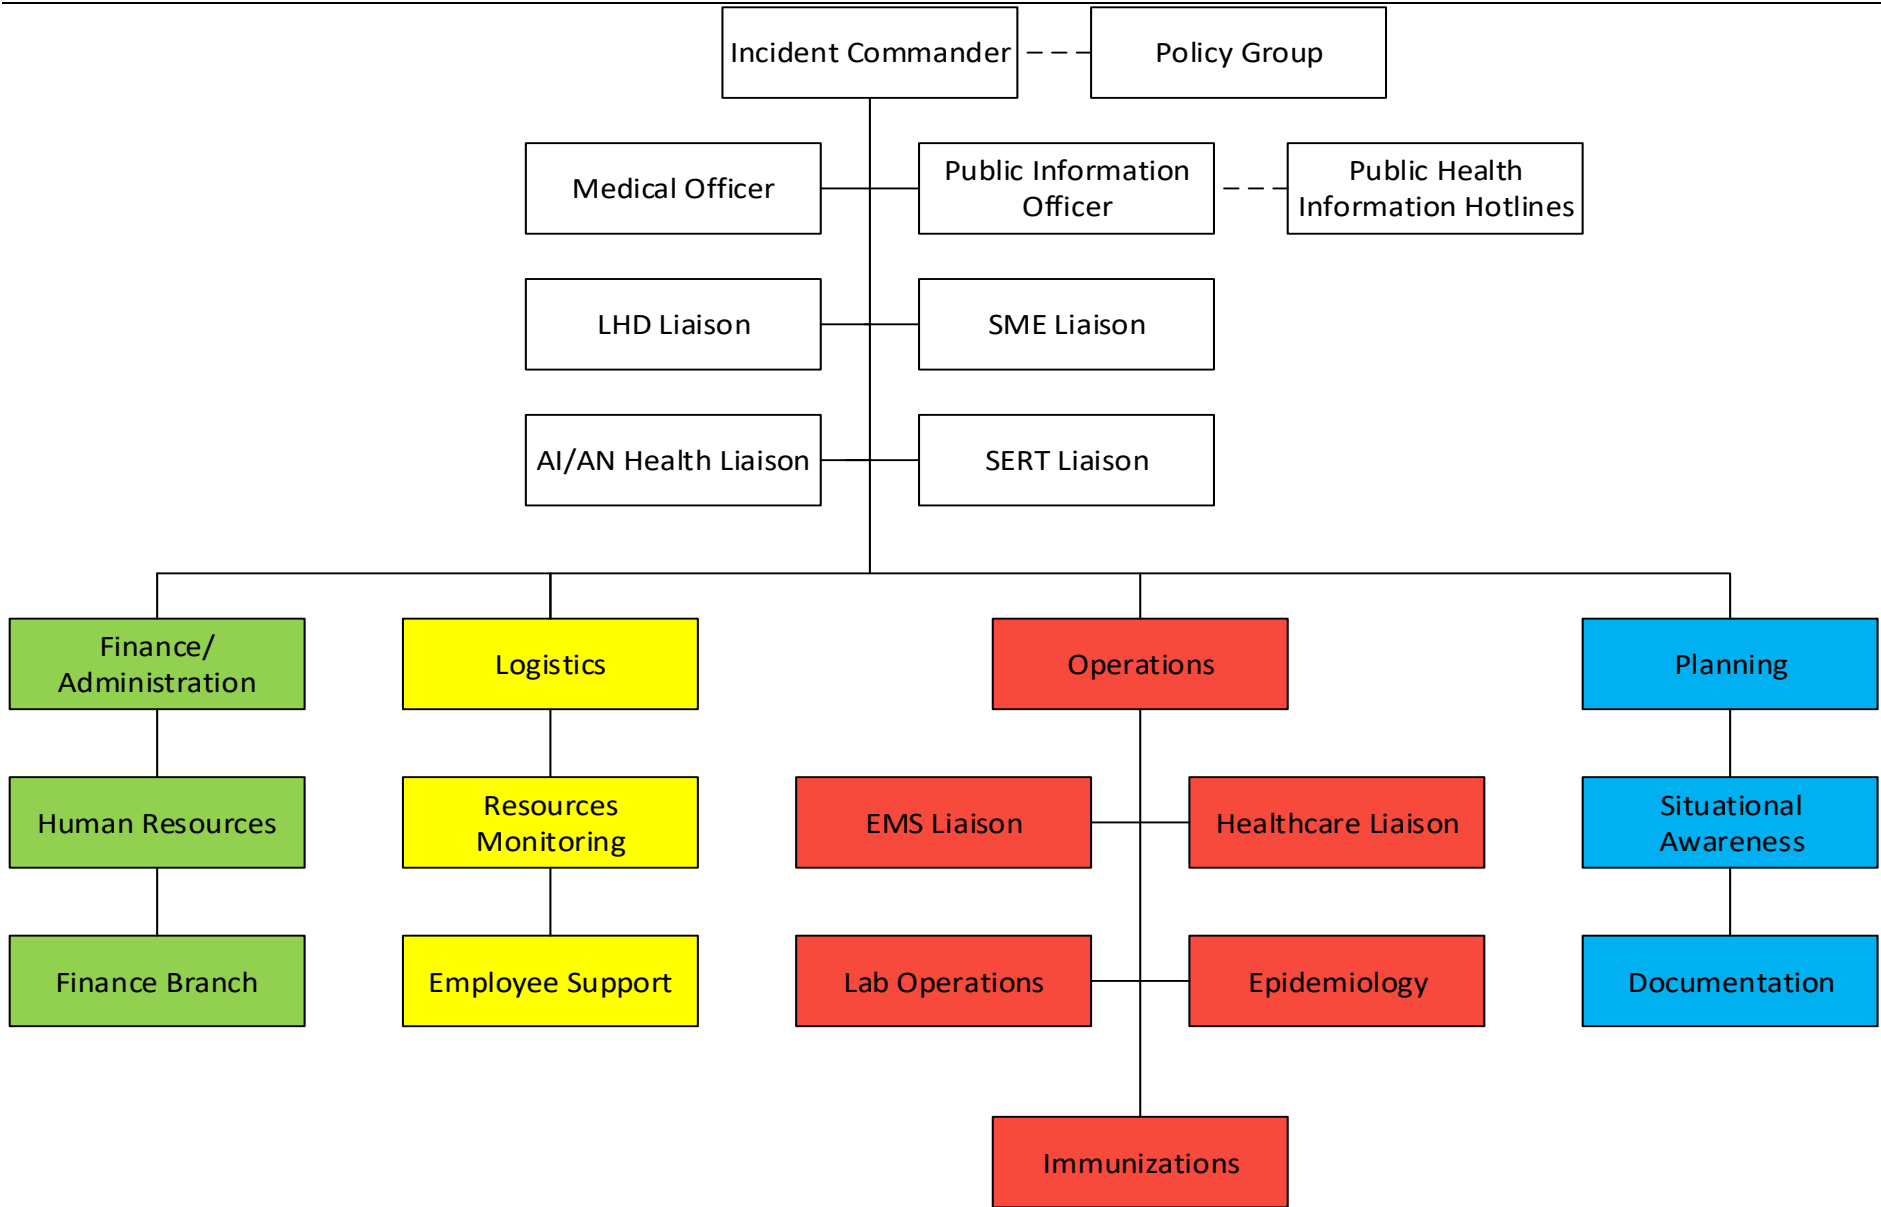 Incident Commander
Policy Group
Medical Officer
Public Information
Officer
Public Health
Information Hotlines
LHD Liaison
SME Liaison
AI/AN Health Liaison
SERT Liaison
Finance/
Administration
Logistics
Operations
Planning
Human Resources
Resources
Monitoring
EMS Liaison
Healthcare Liaison
Situational
Awareness
Finance Branch
Employee Support
Lab Operations
Epidemiology
Documentation
Immunizations